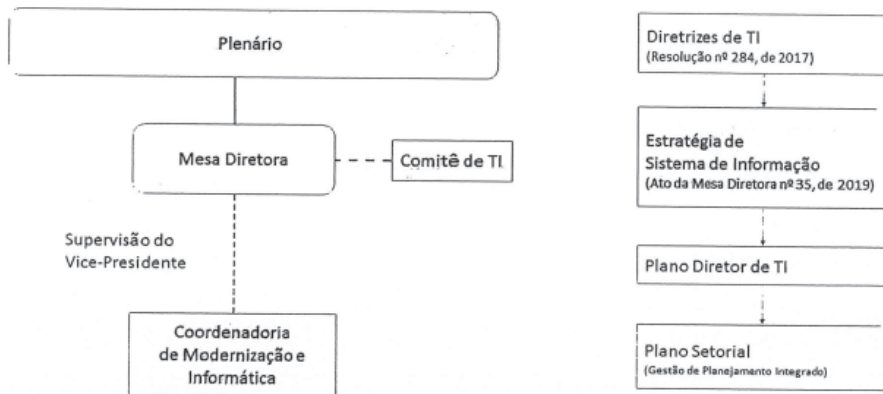 Plenário
Mesa Diretora
Comitê de TI
Supervisão do
Vice-Presidente
Coordenadoria
de Modernização e
Informática
Diretrizes de TI
(Resolução nº 284, de 2017)
Estratégia de
Sistema de Informação
(Ato da Mesa Diretora nº 35, de 2019)
Plano Diretor de TI
Plano Setorial
(Gestão de Planejamento Integrado)